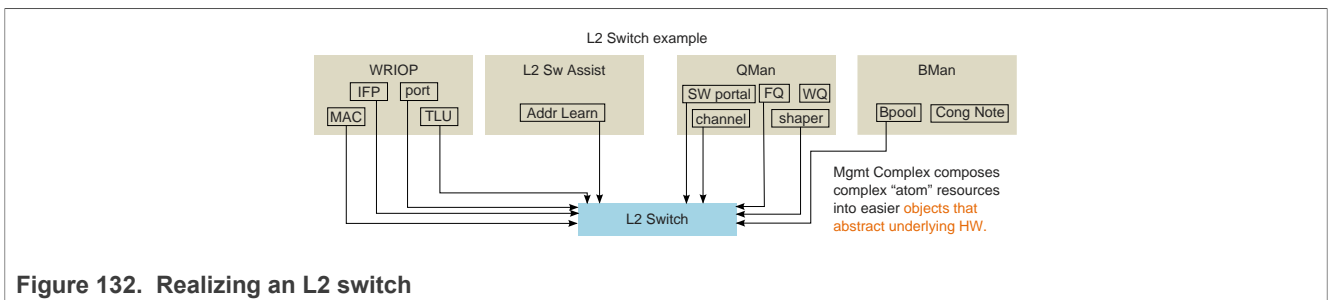 L2 Switch example
WRIOP
L2 Sw Assist
QMan
BMan
IFP
port
MAC
TLU
Addr Learn
SW portal
FQ
WQ
channel
shaper
Bpool
Cong Note
Mgmt Complex composes
complex “atom” resources
into easier objects that
abstract underlying HW.
L2 Switch
Figure 132. Realizing an L2 switch